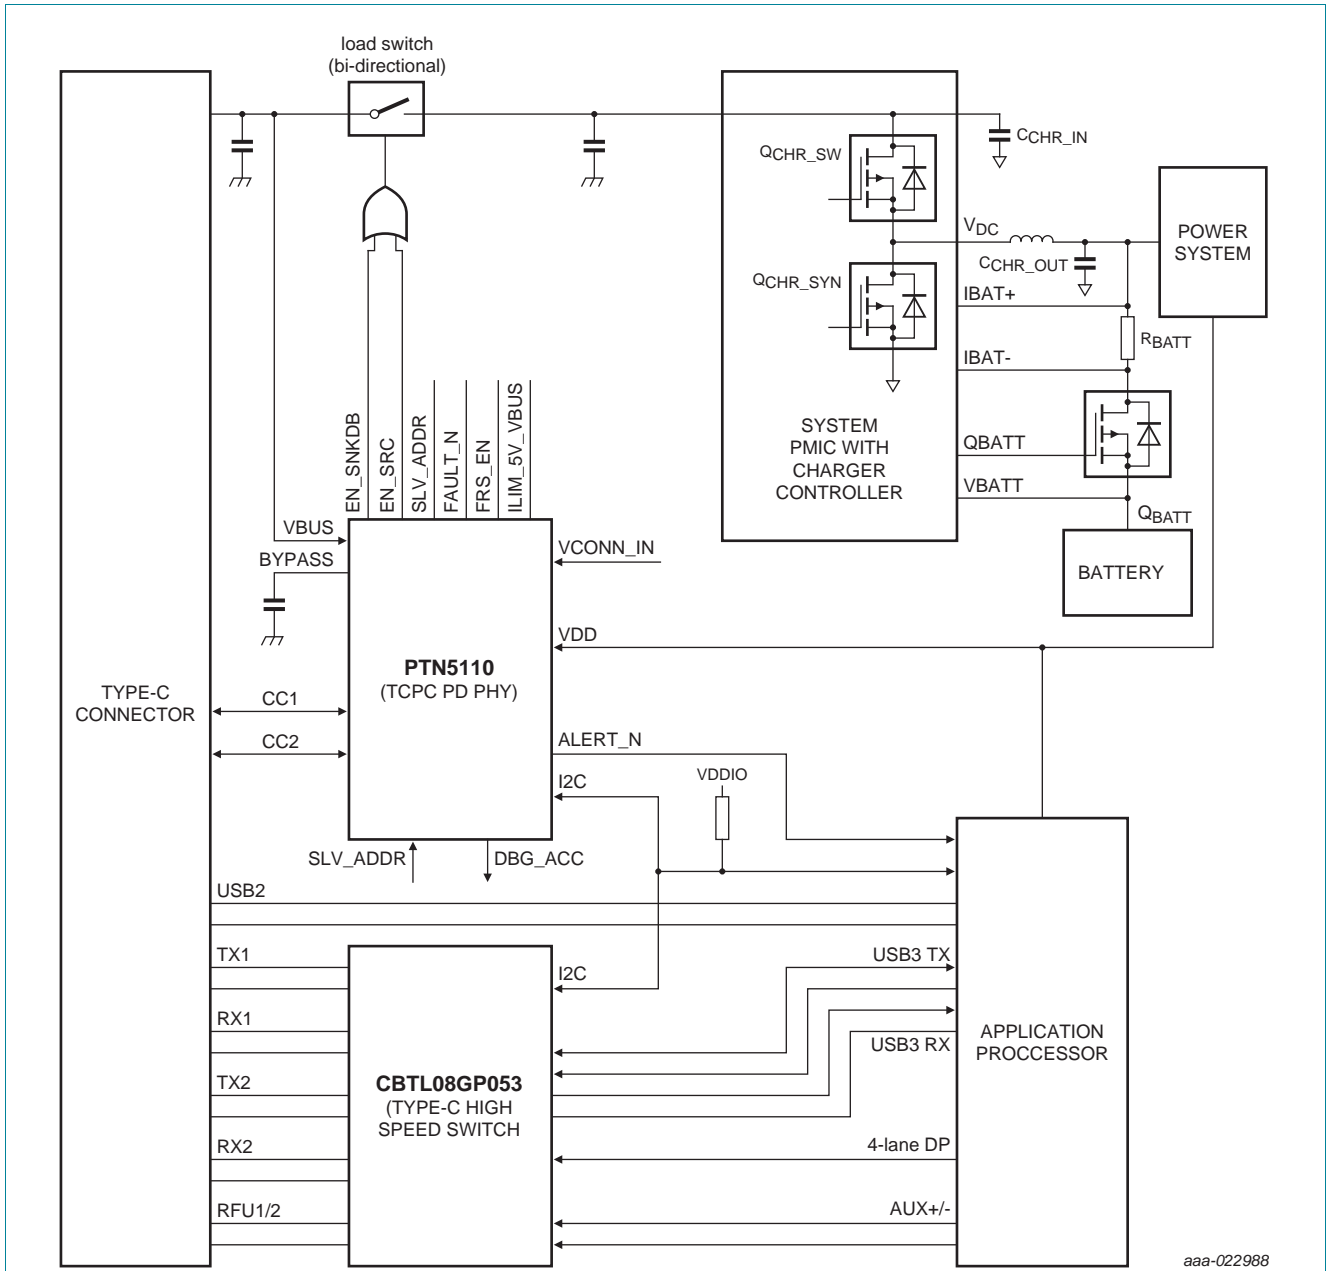 load switch
(bi-directional)
QCHR_SW
CCHR_IN
VDC
CCHR_OUT
POWER
SYSTEM
QCHR_SYN
IBAT+
RBATT
IBAT-
SYSTEM
PMIC WITH
CHARGER
CONTROLLER
QBATT
VBATT
QBATT
BATTERY
EN_SNKDB
EN_SRC
SLV_ADDR
FAULT_N
FRS_EN
ILIM_5V_VBUS
VBUS
BYPASS
VCONN_IN
VDD
PTN5110
(TCPC PD PHY)
TYPE-C
CONNECTOR
CC1
CC2
ALERT_N
I2C
VDDIO
SLV_ADDR
DBG_ACC
USB2
TX1
RX1
TX2
RX2
RFU1/2
I2C
CBTL08GP053
(TYPE-C HIGH
SPEED SWITCH
USB3 TX
USB3 RX
4-lane DP
AUX+/-
APPLICATION
PROCCESSOR
aaa-022988